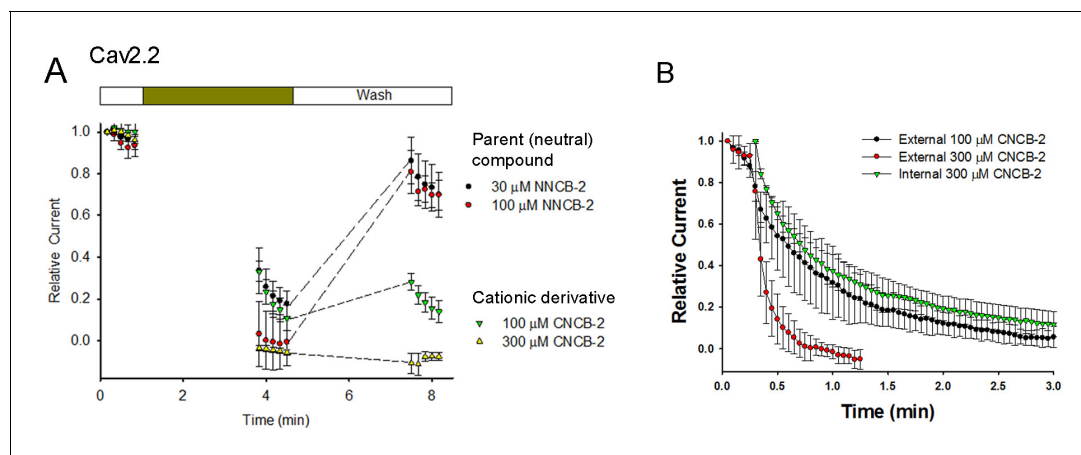 Cav2.2
A
Wash
1.0
0.8
0.6
0.4
0.2
0.0
Relative Current
0
2
4
6
8
Time (min)
Parent (neutral)
compound
30 μM NNCB-2
100 μM NNCB-2
Cationic derivative
100 μM CNCB-2
300 μM CNCB-2
B
External 100 μM CNCB-2
External 300 μM CNCB-2
Internal 300 μM CNCB-2
1.0
0.8
0.6
0.4
0.2
0.0
Relative Current
0.0
0.5
1.0
1.5
2.0
2.5
3.0
Time (min)